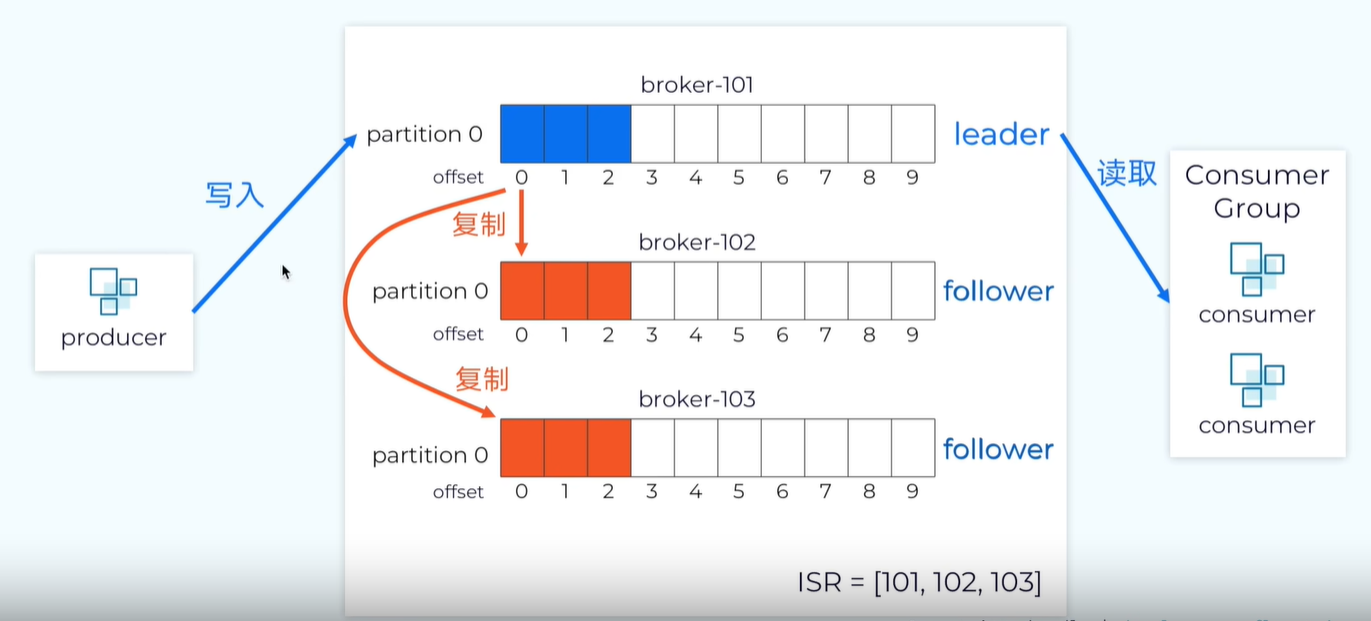 broker-101
partition 0
leader
offset 0 1 2 3 4 5 6 7 8 9
写入
读取
Consumer
Group
复制
broker-102
partition 0
follower
offset 0 1 2 3 4 5 6 7 8 9
consumer
producer
复制
broker-103
partition 0
follower
offset 0 1 2 3 4 5 6 7 8 9
consumer
ISR = [101, 102, 103]